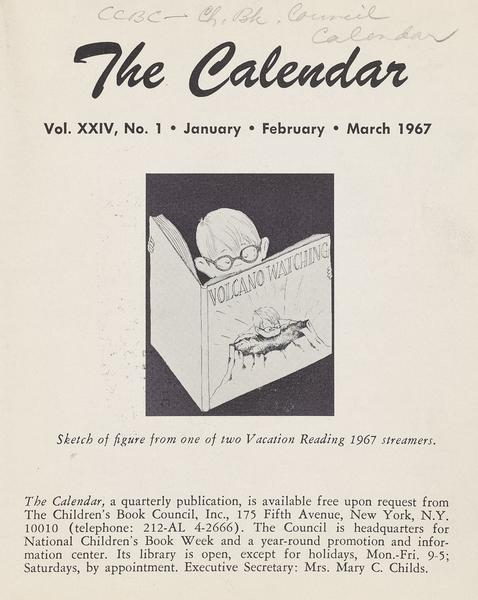 CCBC - Ch. Bk. Council
Calendar
The Calendar
Vol. XXIV, No. 1 • January • February • March 1967
VOLCANO WATCHING
Sketch of figure from one of two Vacation Reading 1967 streamers.
The Calendar, a quarterly publication, is available free upon request from
The Children's Book Council, Inc., 175 Fifth Avenue, New York, N.Y.
10010 (telephone: 212-AL 4-2666). The Council is headquarters for
National Children's Book Week and a year-round promotion and infor-
mation center. Its library is open, except for holidays, Mon.-Fri. 9-5;
Saturdays, by appointment. Executive Secretary: Mrs. Mary C. Childs.